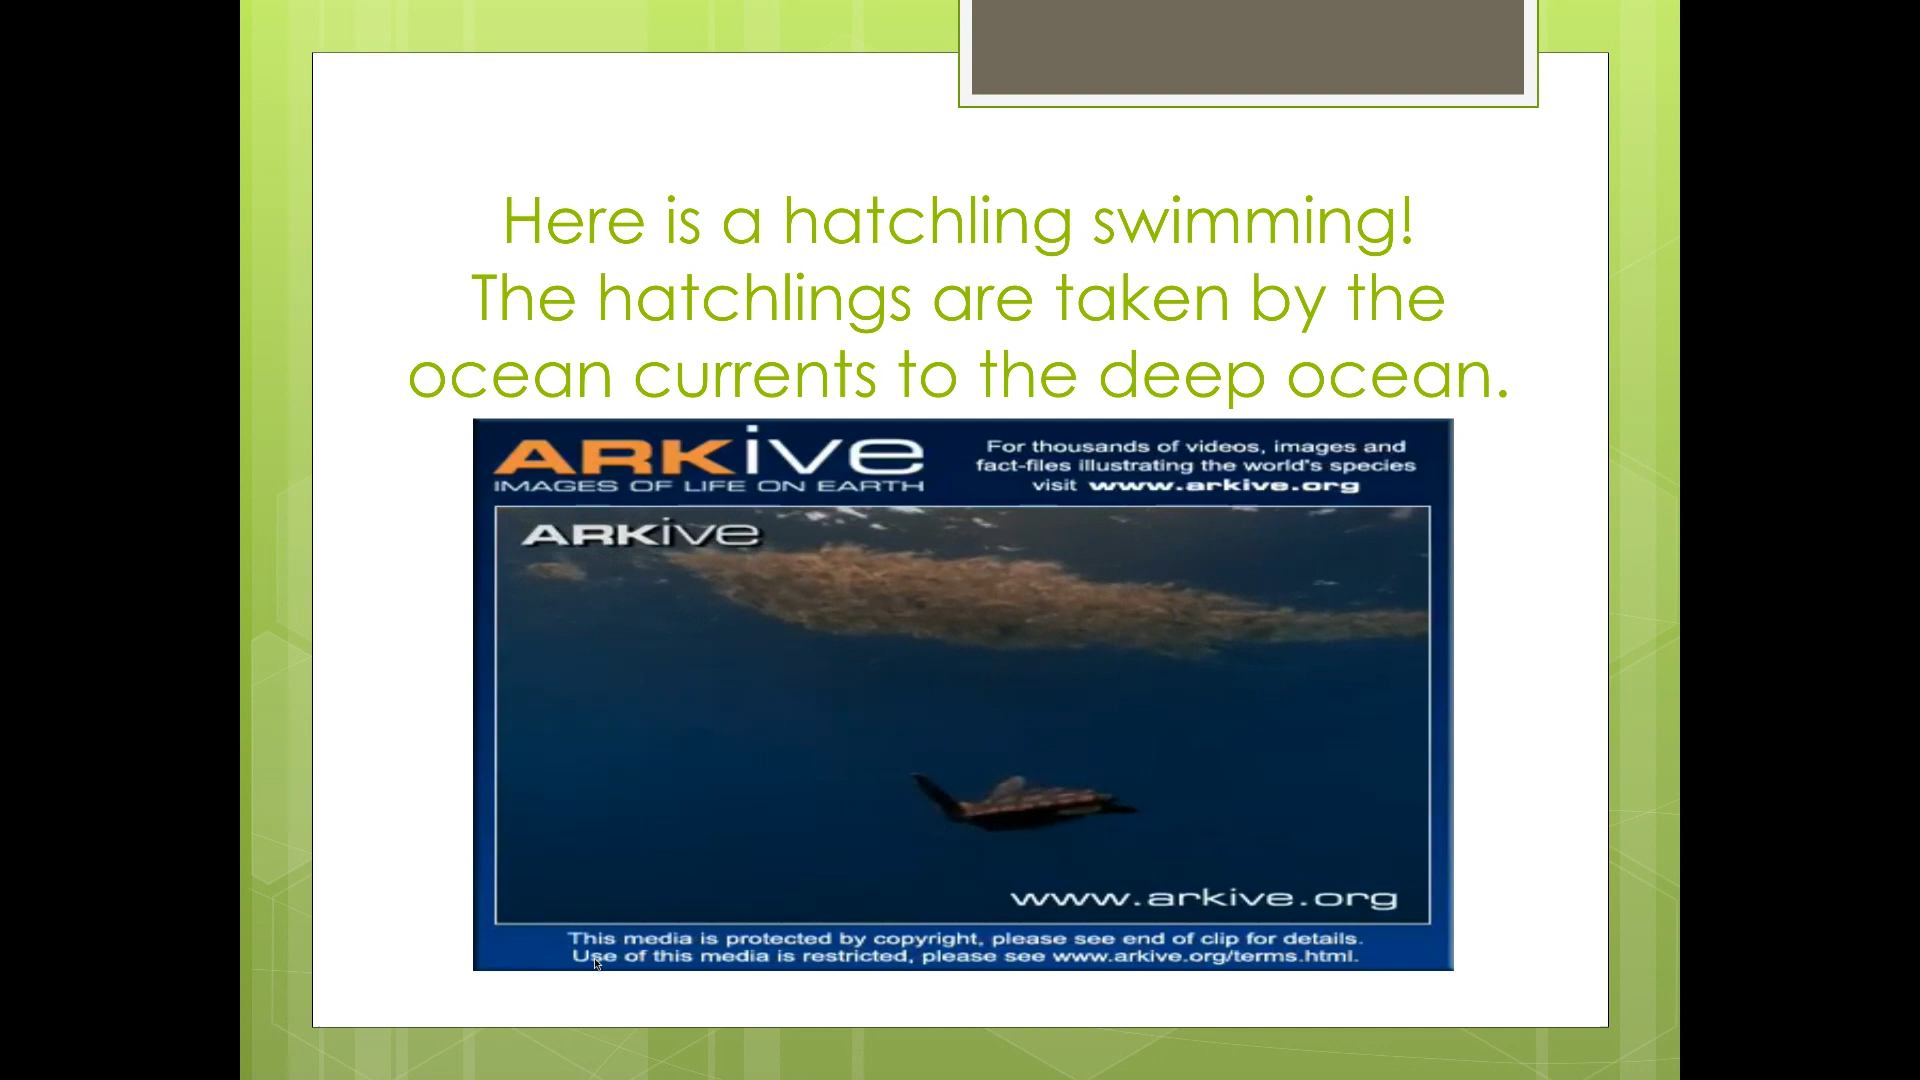 Here is a hatchling swimming!
The hatchlings are taken by the
ocean currents to the deep ocean.
ARKive
IMAGES OF LIFE ON EARTH
For thousands of videos, images and
fact-files illustrating the world's species
visit www.arkive.org
ARKive
www.arkive.org
This media is protected by copyright, please see end of clip for details.
Use of this media is restricted, please see www.arkive.org/terms.html.